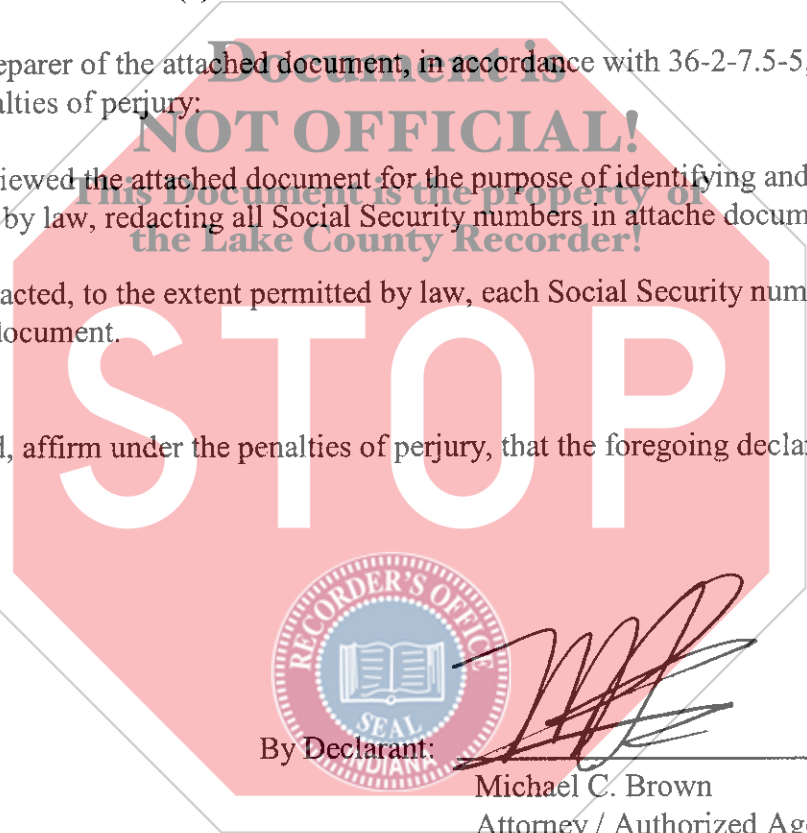 eparer of the attached document, in accordance with 36-2-7.5-5,
Document is
alties of perjury:
NOT OFFICIAL!
iewed the attached document for the purpose of identifying and
This Document is the property of
by law, redacting all Social Security numbers in attache docum
the Lake County Recorder!
acted, to the extent permitted by law, each Social Security num
document.
STOP
d, affirm under the penalties of perjury, that the foregoing declar
RECORDER'S OFFICE
SEAL
INDIANA
By Declarant:
Michael C. Brown
Attorney / Authorized Age